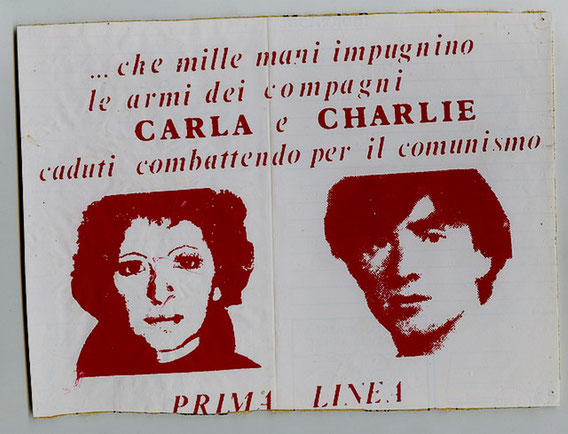 ...che mille mani impugnino
le armi dei compagni
CARLA e CHARLIE
caduti combattendo per il comunismo
PRIMA LINEA